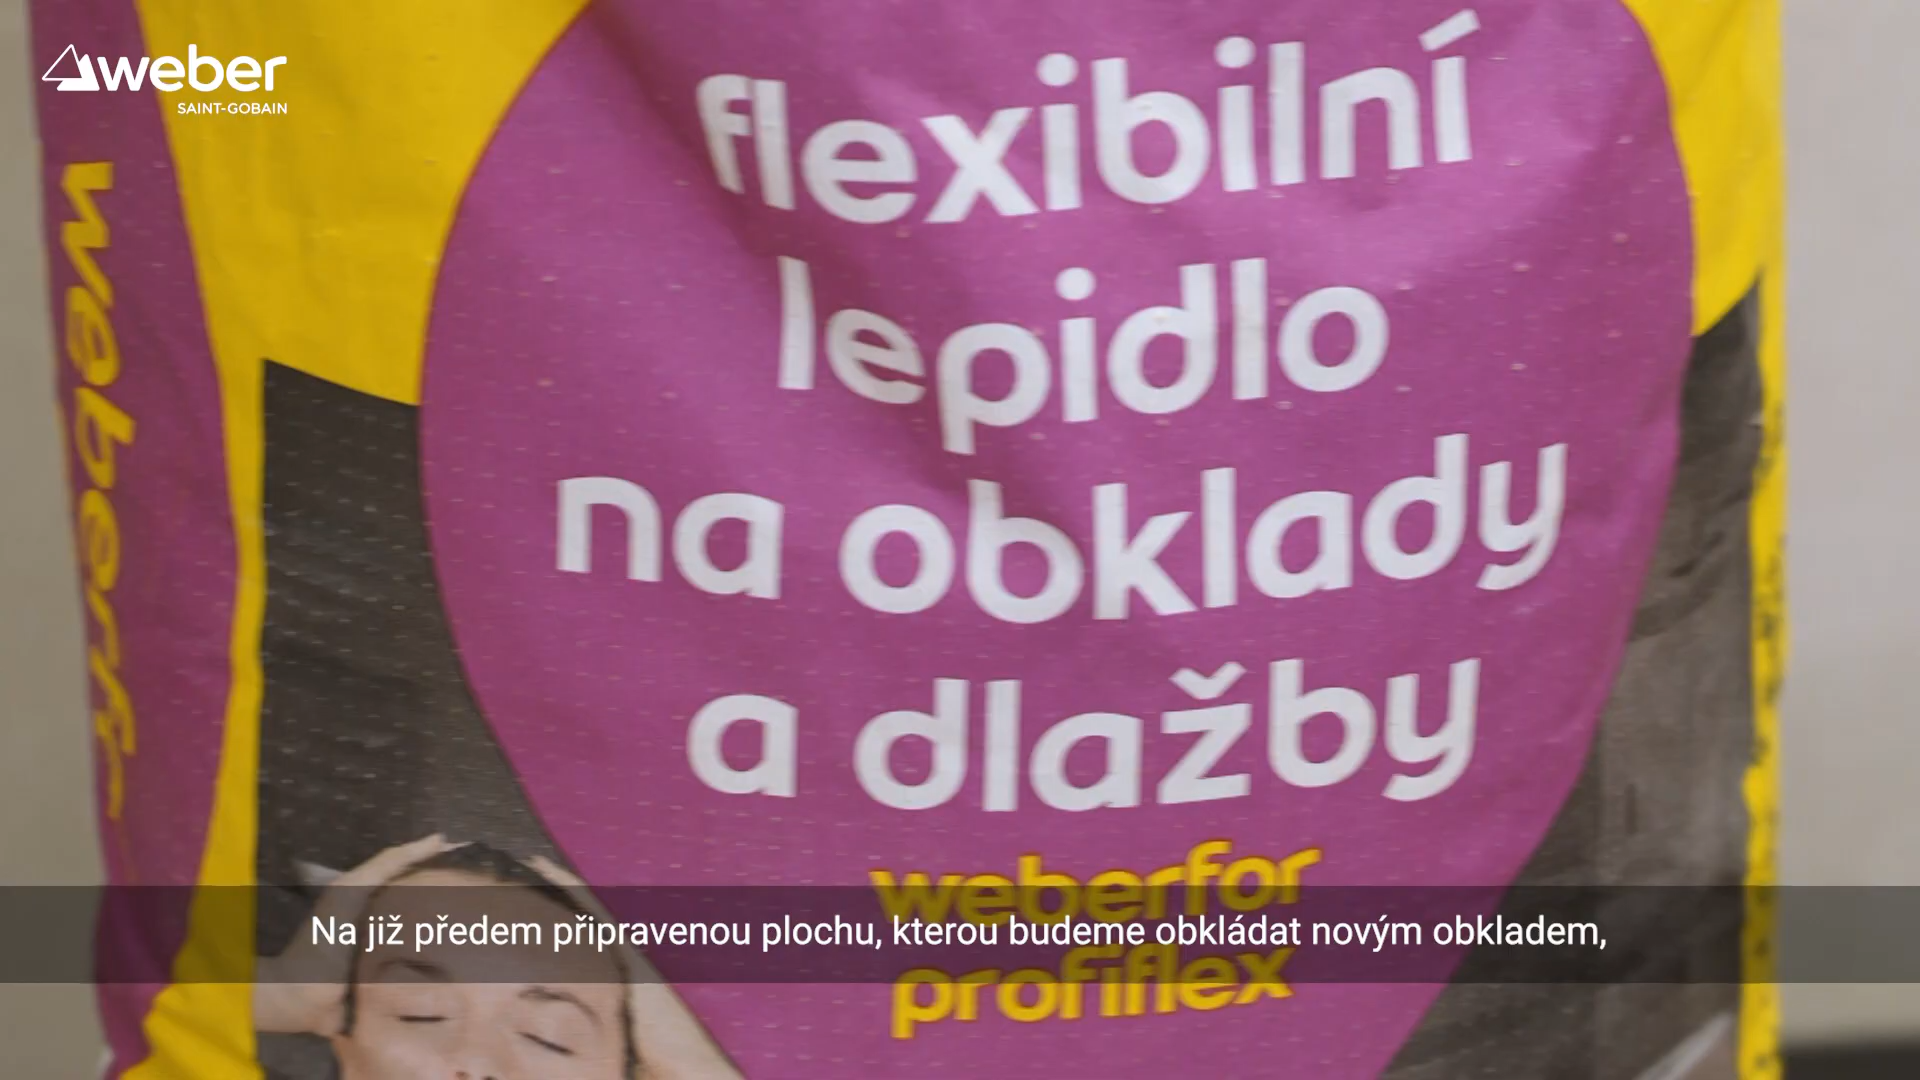 weber
SAINT-GOBAIN
flexibilní
lepidlo
na obklady
a dlažby
weberfor
profiflex
Na již předem připravenou plochu, kterou budeme obkládat novým obkladem,